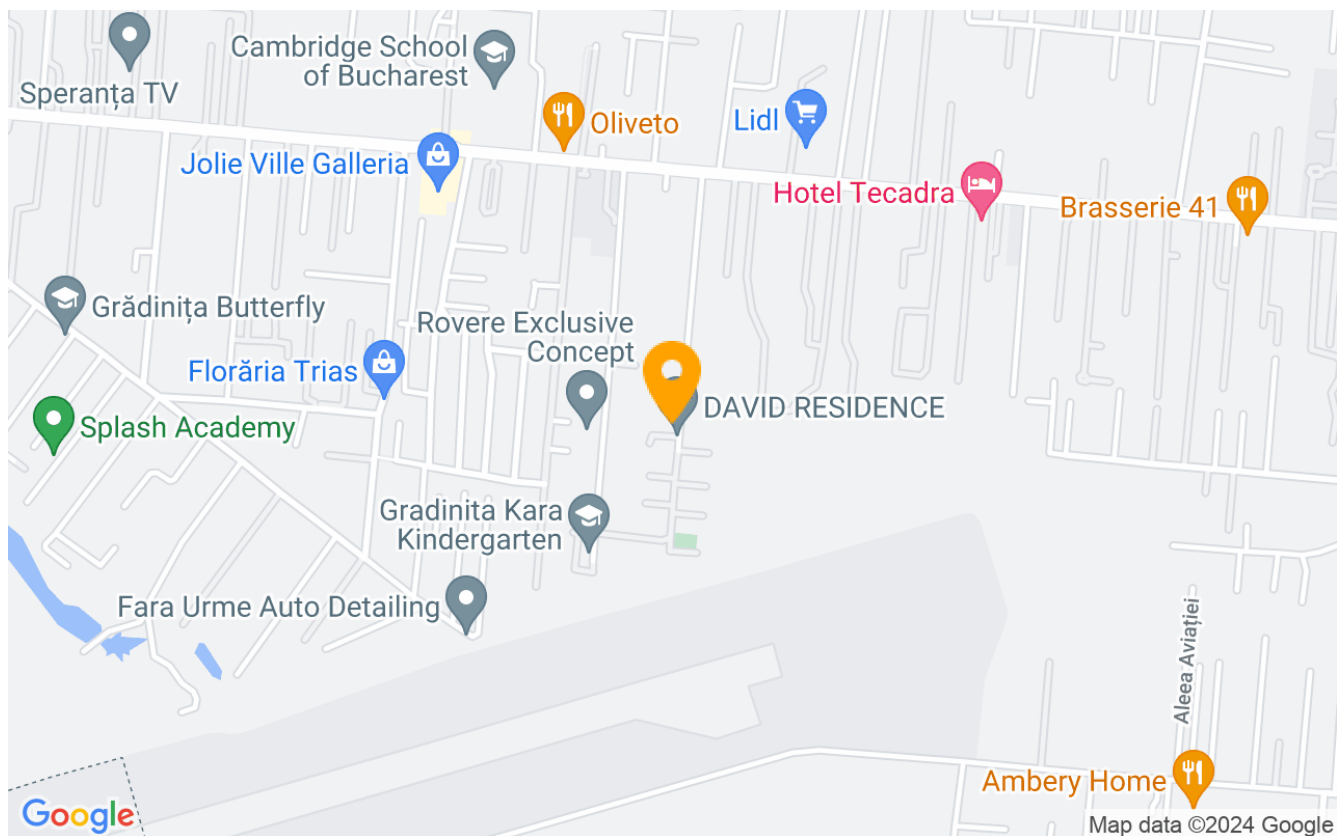 Cambridge School
of Bucharest
Speranța TV
Oliveto
Lidl
Jolie Ville Galleria
Hotel Tecadra
Brasserie 41
Grădinița Butterfly
Rovere Exclusive
Concept
Florăria Trias
DAVID RESIDENCE
Splash Academy
Gradinita Kara
Kindergarten
Fara Urme Auto Detailing
Aleea Aviației
Ambery Home
Google
Map data ©2024 Google